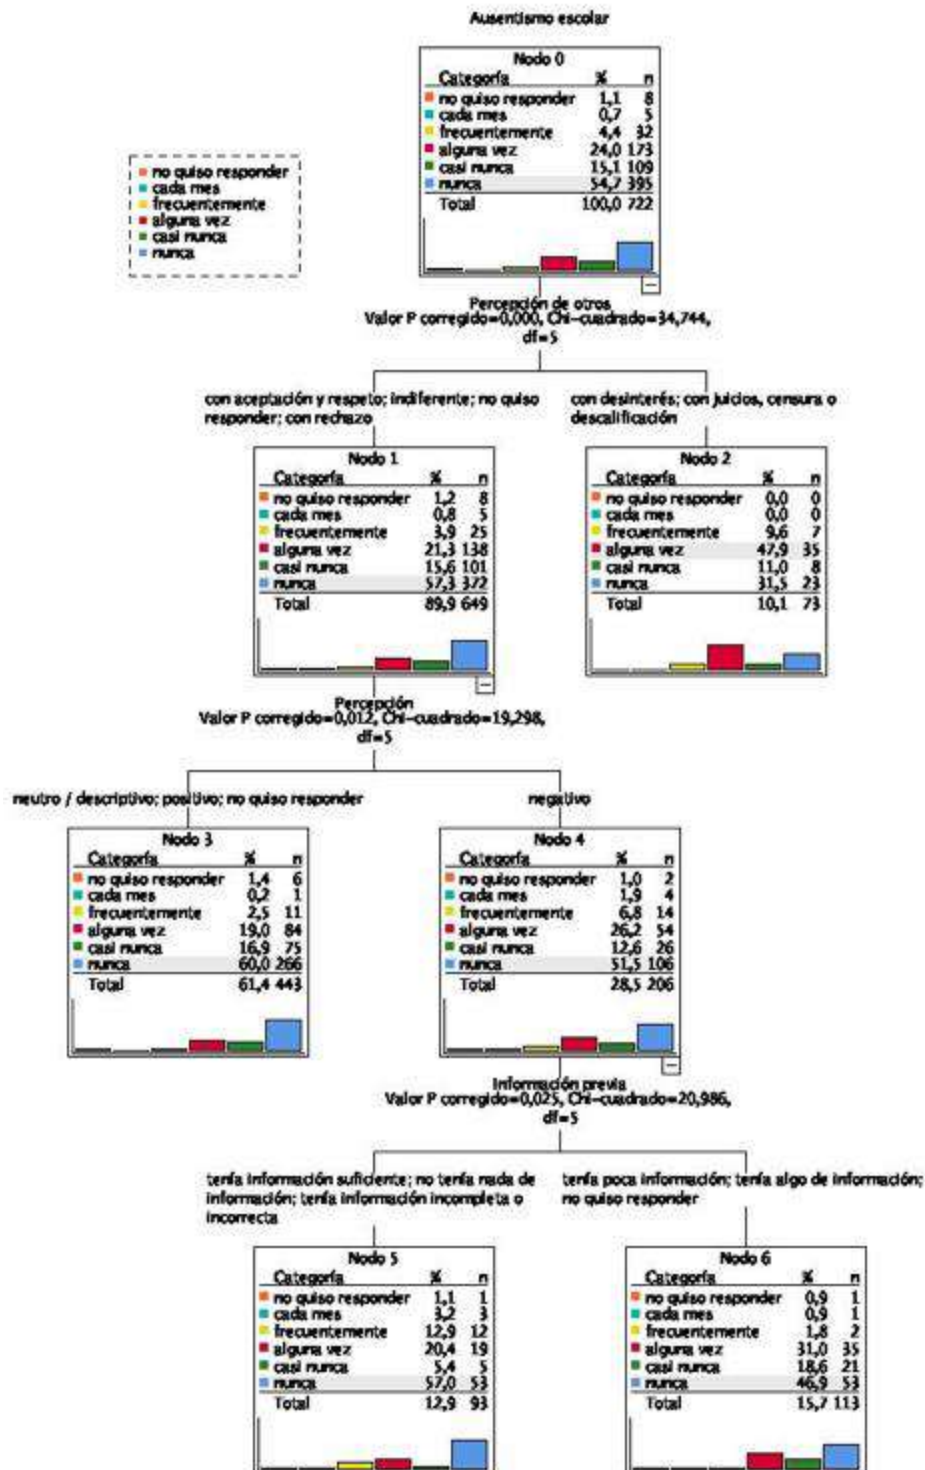 Ausentismo escolar
no quiso responder
cada mes
frecuentemente
alguna vez
casi nunca
nunca
Nodo 0
Categoría % n
no quiso responder 1,1 8
cada mes 0,7 5
frecuentemente 4,4 32
alguna vez 24,0 173
casi nunca 15,1 109
nunca 54,7 395
Total 100,0 722
Percepción de otros
Valor P corregido=0,000, Chi-cuadrado=34,744,
df=5
con aceptación y respeto; indiferente; no quiso
responder; con rechazo
con desinterés; con juicios, censura o
descalificación
Nodo 1
Categoría % n
no quiso responder 1,2 8
cada mes 0,8 5
frecuentemente 3,9 25
alguna vez 21,3 138
casi nunca 15,6 101
nunca 57,3 372
Total 89,9 649
Nodo 2
Categoría % n
no quiso responder 0,0 0
cada mes 0,0 0
frecuentemente 9,6 7
alguna vez 47,9 35
casi nunca 11,0 8
nunca 31,5 23
Total 10,1 73
Percepción
Valor P corregido=0,012, Chi-cuadrado=19,298,
df=5
neutro / descriptivo; positivo; no quiso responder
negativo
Nodo 3
Categoría % n
no quiso responder 1,4 6
cada mes 0,2 1
frecuentemente 2,5 11
alguna vez 19,0 84
casi nunca 16,9 75
nunca 60,0 266
Total 61,4 443
Nodo 4
Categoría % n
no quiso responder 1,0 2
cada mes 1,9 4
frecuentemente 6,8 14
alguna vez 26,2 54
casi nunca 12,6 26
nunca 51,5 106
Total 28,5 206
Información previa
Valor P corregido=0,025, Chi-cuadrado=20,986,
df=5
tenía información suficiente; no tenía nada de
información; tenía información incompleta o
incorrecta
tenía poca información; tenía algo de información;
no quiso responder
Nodo 5
Categoría % n
no quiso responder 1,1 1
cada mes 3,2 3
frecuentemente 12,9 12
alguna vez 20,4 19
casi nunca 5,4 5
nunca 57,0 53
Total 12,9 93
Nodo 6
Categoría % n
no quiso responder 0,9 1
cada mes 0,9 1
frecuentemente 1,8 2
alguna vez 31,0 35
casi nunca 18,6 21
nunca 46,9 53
Total 15,7 113